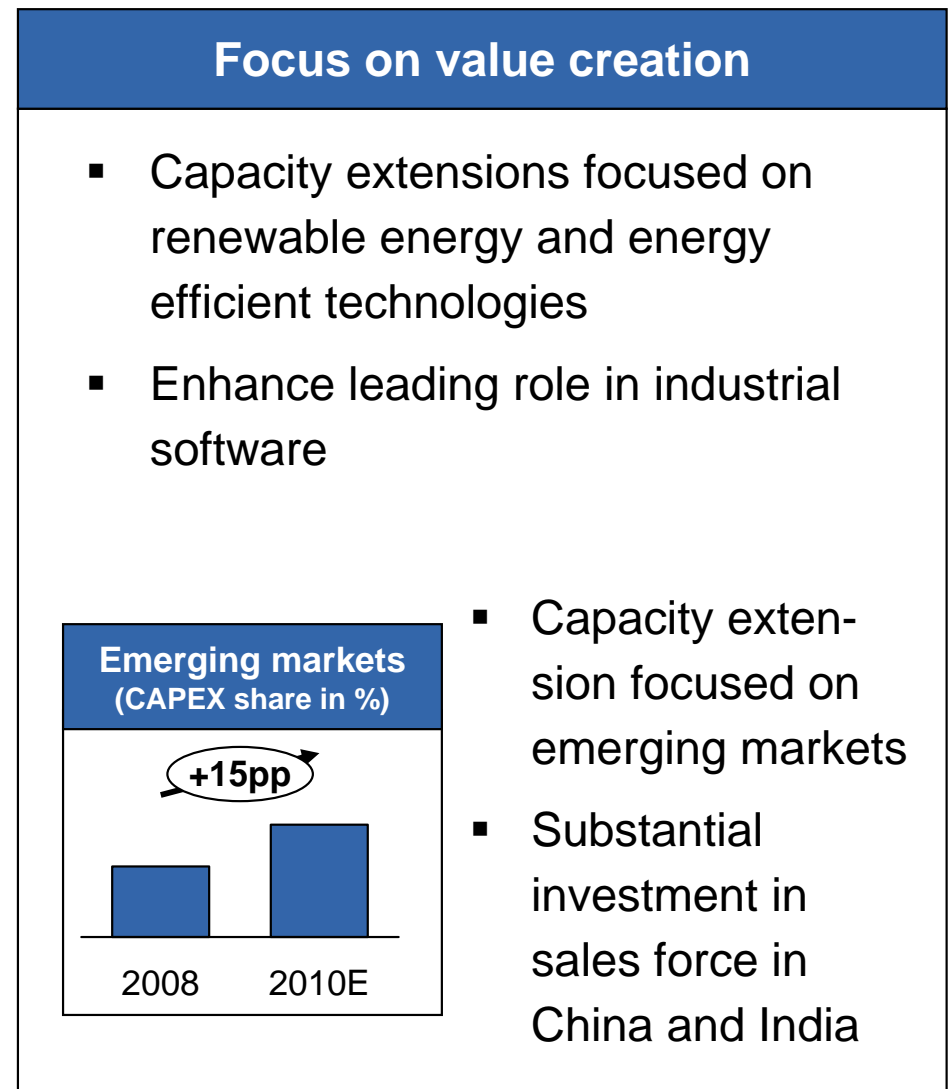 Focus on value creation
▪ Capacity extensions focused on
renewable energy and energy
efficient technologies
▪ Enhance leading role in industrial
software
Emerging markets
(CAPEX share in %)
+15pp
2008 2010E
▪ Capacity exten-
sion focused on
emerging markets
▪ Substantial
investment in
sales force in
China and India